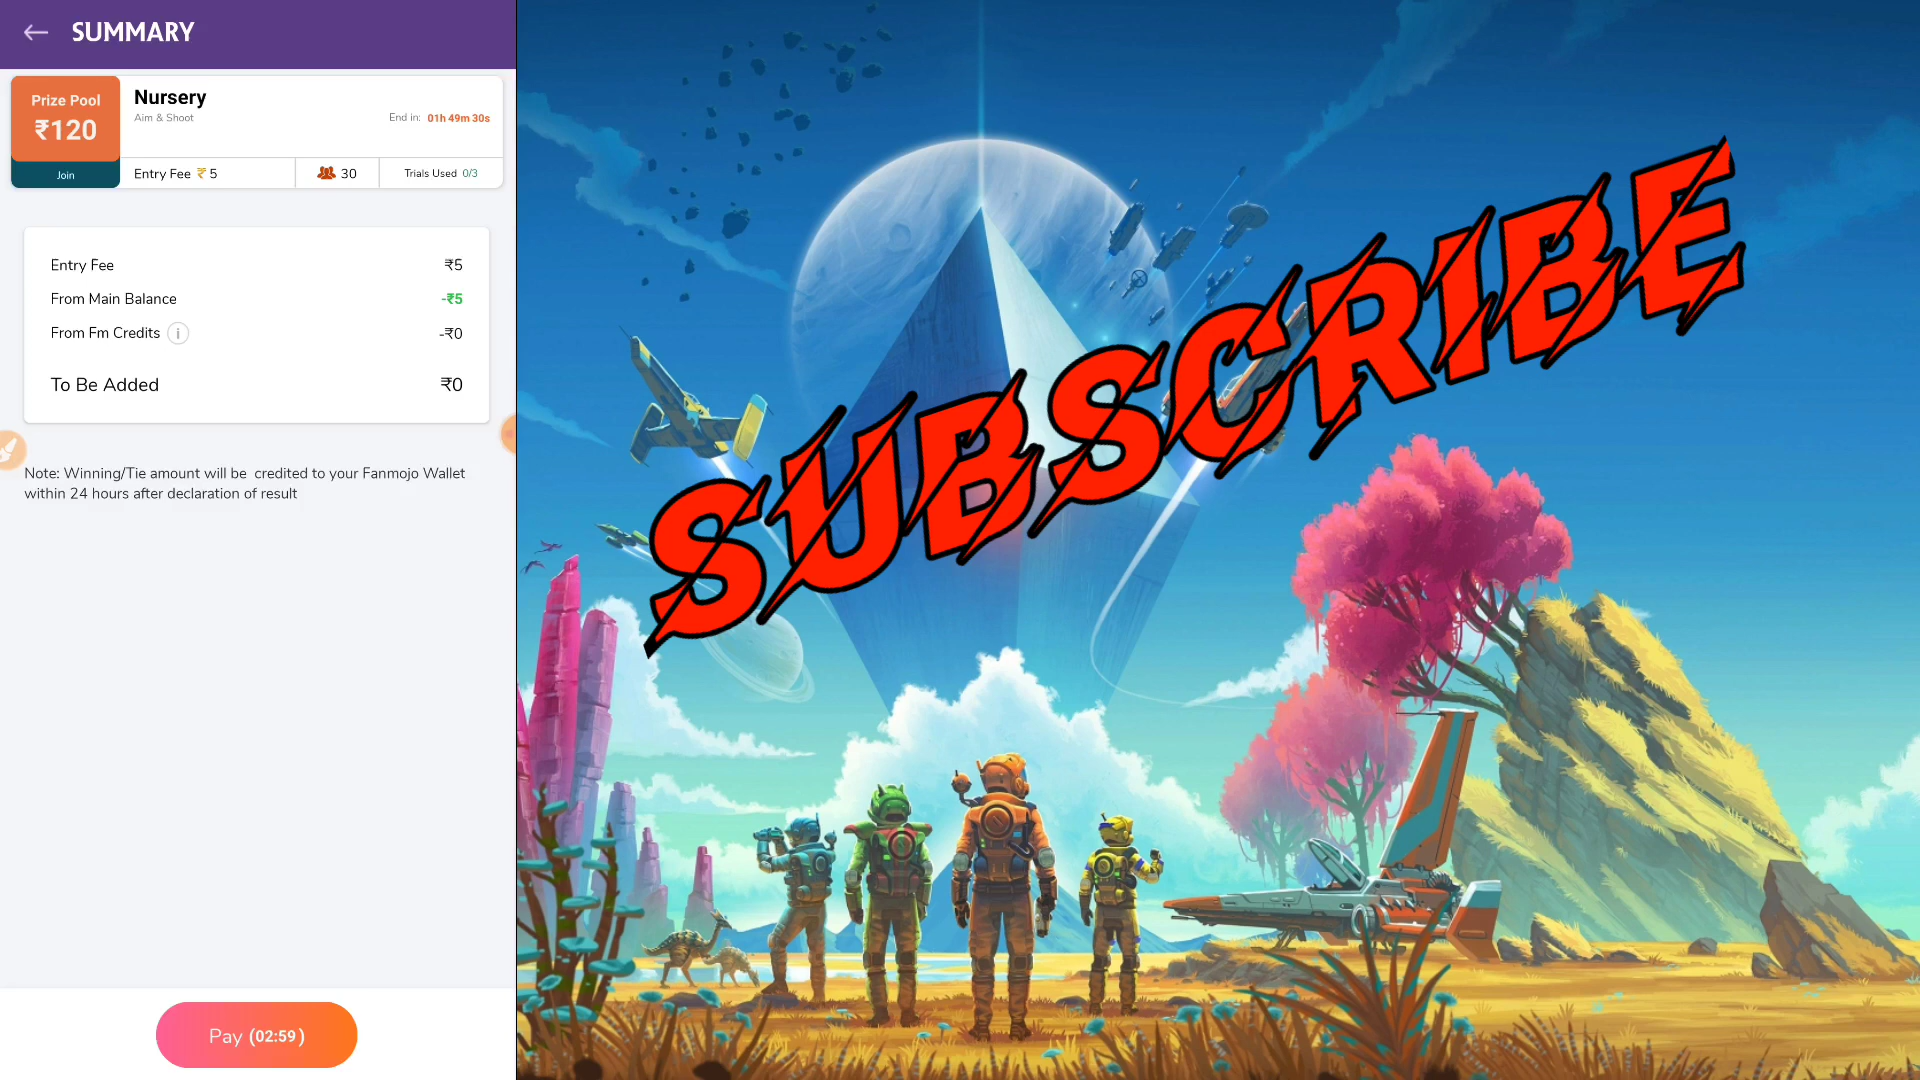 SUMMARY
Prize Pool
₹120
Join
Nursery
Aim & Shoot
End in: 01h 49m 30s
Entry Fee ₹ 5
30
Trials Used 0/3
Entry Fee ₹5
From Main Balance -₹5
From Fm Credits i -₹0
To Be Added ₹0
Note: Winning/Tie amount will be credited to your Fanmojo Wallet
within 24 hours after declaration of result
Pay (02:59)
SUBSCRIBE